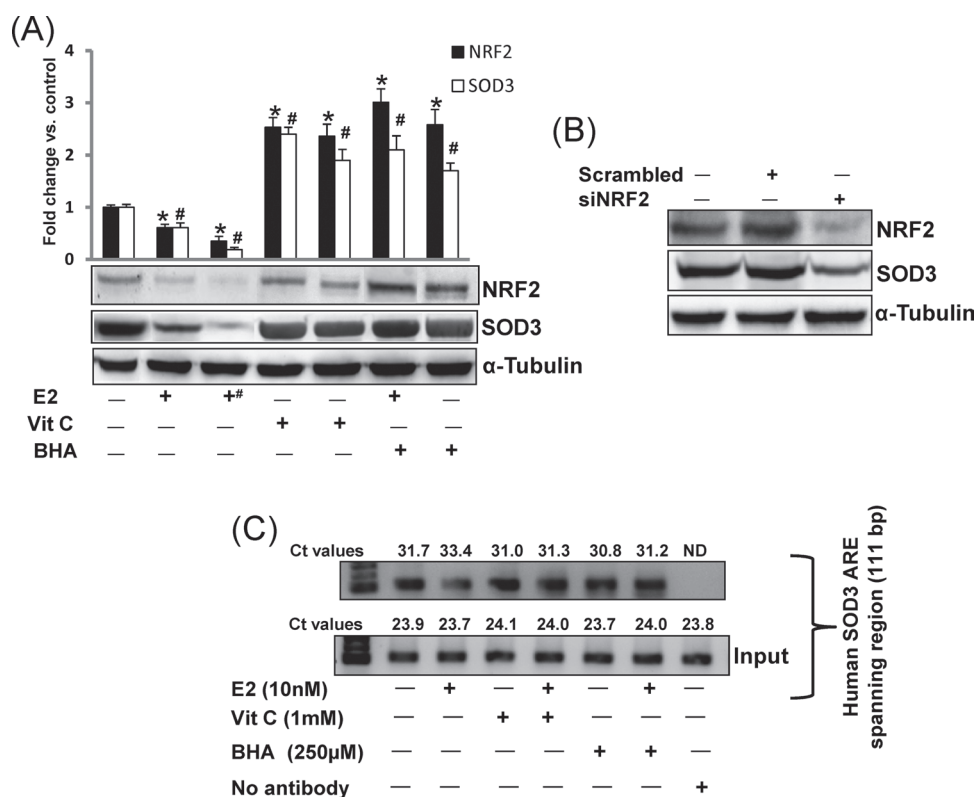 (A)
4
3
2
1
0
Fold change vs. control
NRF2
SOD3
* # * # * # * # * # * #
NRF2
SOD3
α-Tubulin
E2 — + +# — — + —
Vit C — — — + + — —
BHA — — — — — + +
(B)
Scrambled — + —
siNRF2 — — +
NRF2
SOD3
α-Tubulin
(C)
Ct values 31.7 33.4 31.0 31.3 30.8 31.2 ND
Ct values 23.9 23.7 24.1 24.0 23.7 24.0 23.8
Input
E2 (10nM) — + — + — + —
Vit C (1mM) — — + + — — —
BHA (250µM) — — — — + + —
No antibody — — — — — — +
Human SOD3 ARE
spanning region (111 bp)